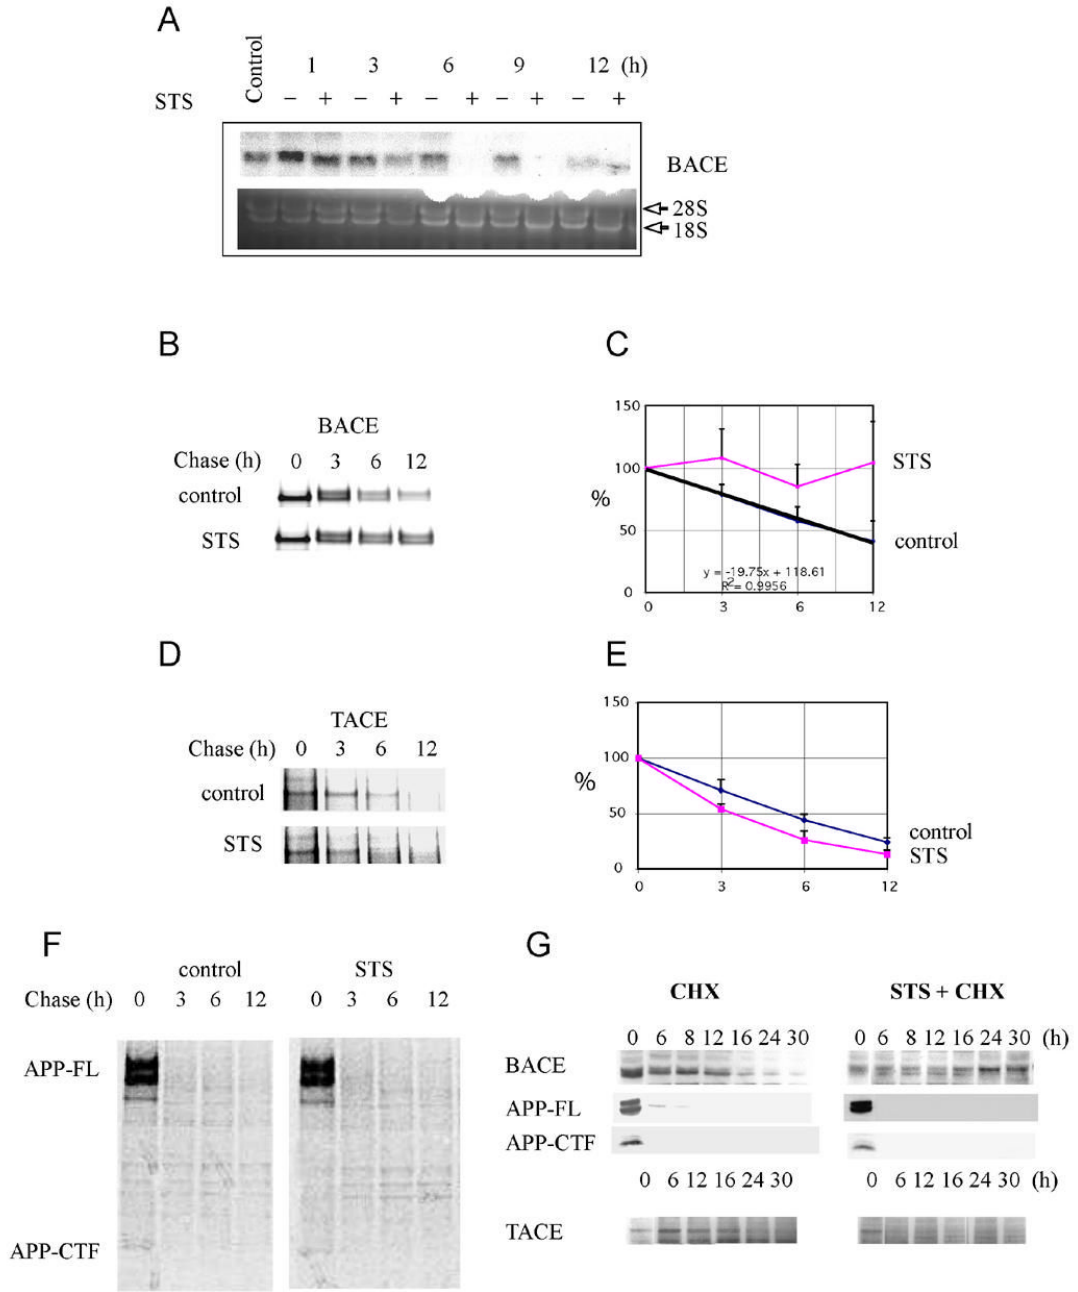 A
Control
1 3 6 9 12 (h)
STS − + − + − + − + − +
BACE
28S
18S
B
BACE
Chase (h) 0 3 6 12
control
STS
C
150
100
50
0
%
STS
control
y = -19.75x + 118.61
R2 = 0.9956
0 3 6 12
D
TACE
Chase (h) 0 3 6 12
control
STS
E
150
100
50
0
%
control
STS
0 3 6 12
F
control STS
Chase (h) 0 3 6 12 0 3 6 12
APP-FL
APP-CTF
G
CHX STS + CHX
0 6 8 12 16 24 30 0 6 8 12 16 24 30 (h)
BACE
APP-FL
APP-CTF
0 6 12 16 24 30 0 6 12 16 24 30 (h)
TACE